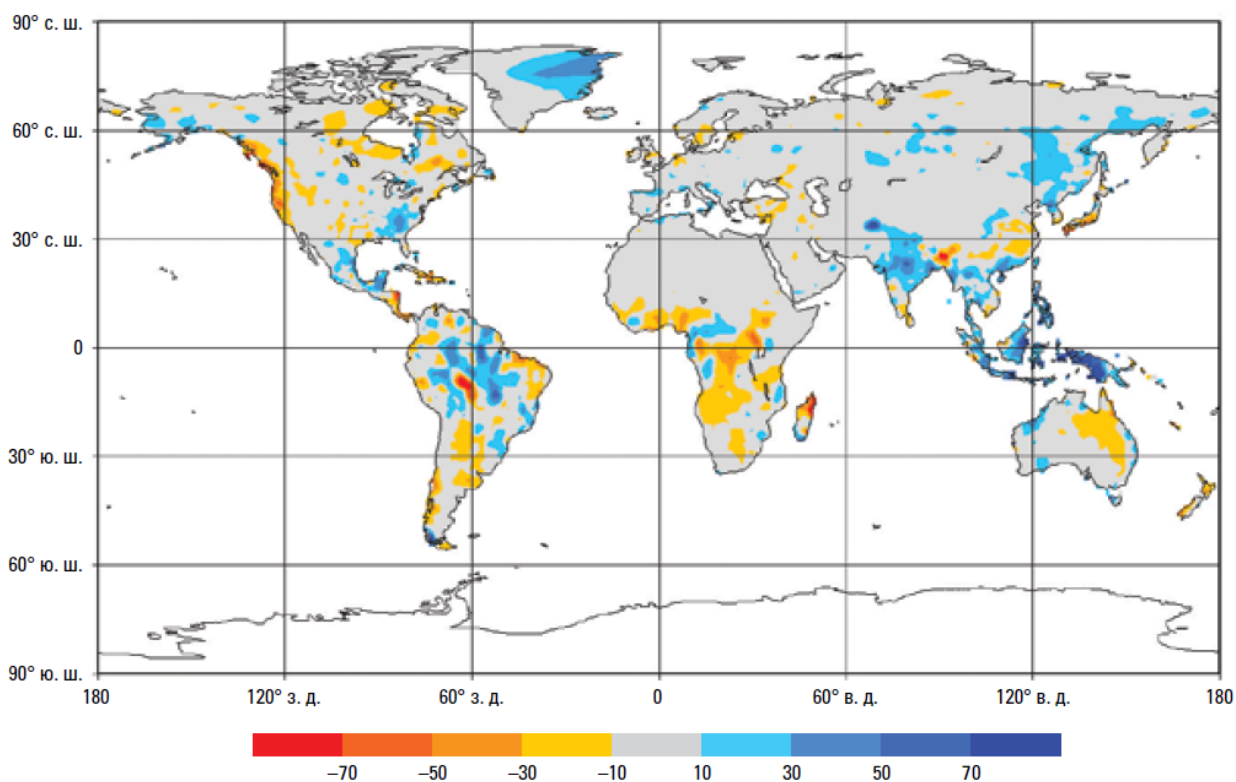 90° с. ш.
60° с. ш.
30° с. ш.
0
30° ю. ш.
60° ю. ш.
90° ю. ш.
180 120° з. д. 60° з. д. 0 60° в. д. 120° в. д. 180
−70 −50 −30 −10 10 30 50 70